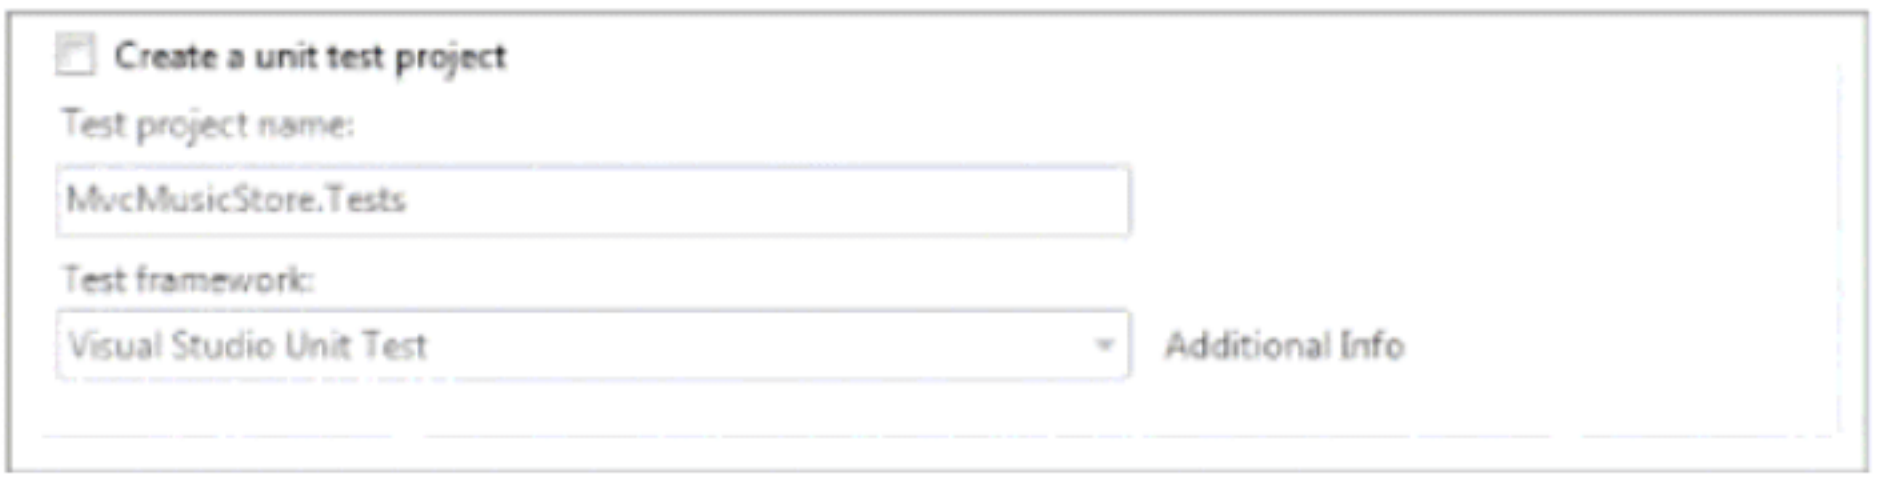 Create a unit test project
Test project name:
MvcMusicStore.Tests
Test framework:
Visual Studio Unit Test
Additional Info